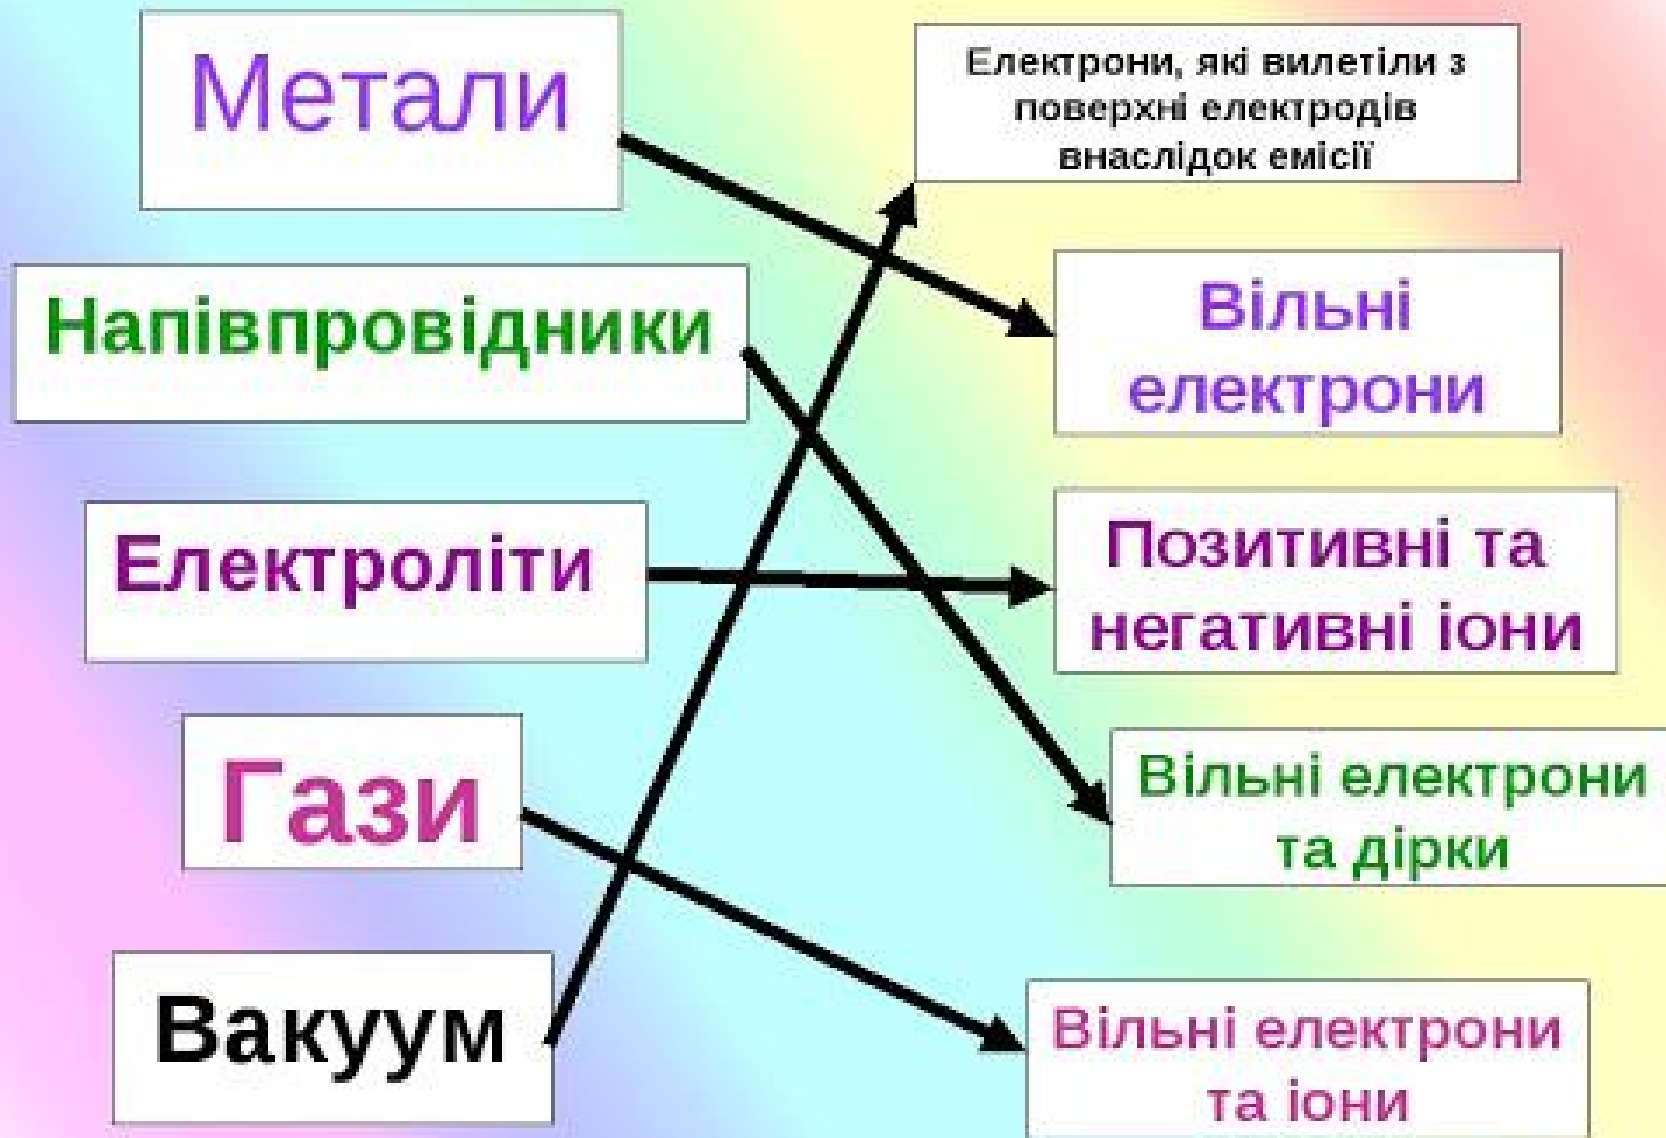 Метали
Напівпровідники
Електроліти
Гази
Вакуум
Електрони, які вилетіли з
поверхні електродів
внаслідок емісії
Вільні
електрони
Позитивні та
негативні іони
Вільні електрони
та дірки
Вільні електрони
та іони